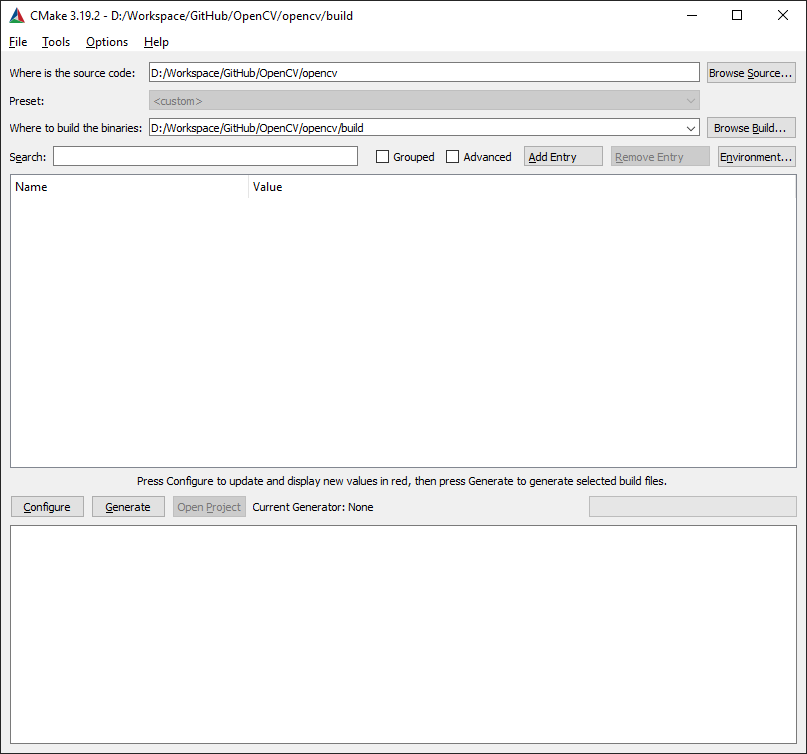 CMake 3.19.2 - D:/Workspace/GitHub/OpenCV/opencv/build
File Tools Options Help
Where is the source code: D:/Workspace/GitHub/OpenCV/opencv Browse Source...
Preset: <custom>
Where to build the binaries: D:/Workspace/GitHub/OpenCV/opencv/build Browse Build...
Search: Grouped Advanced Add Entry Remove Entry Environment...
Name Value
Press Configure to update and display new values in red, then press Generate to generate selected build files.
Configure Generate Open Project Current Generator: None